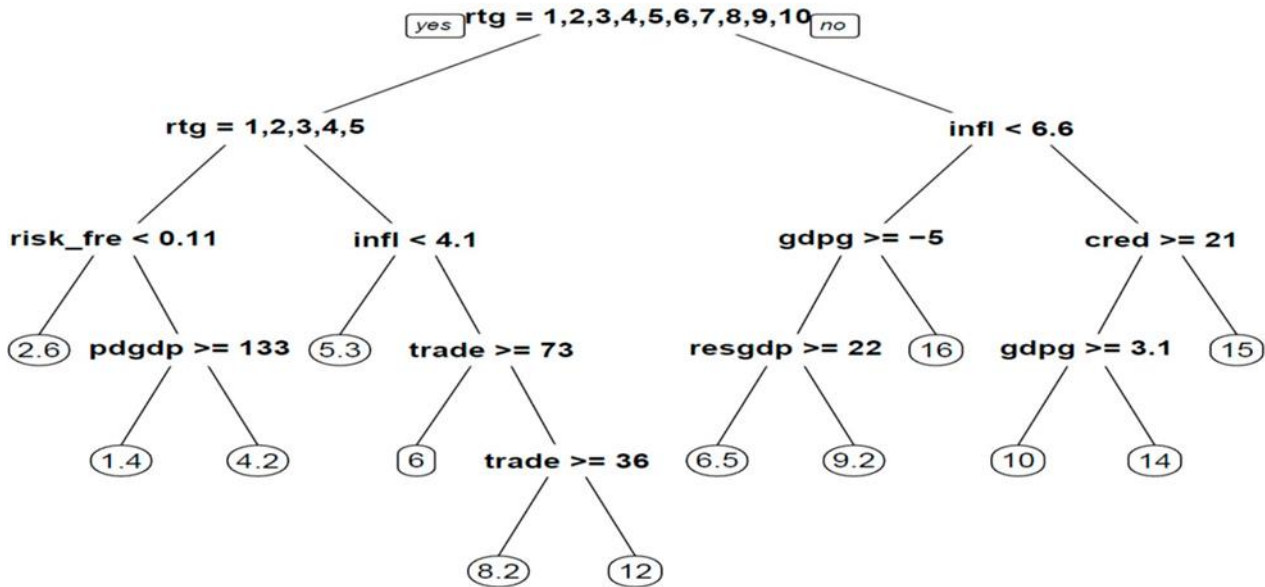 yes rtg = 1,2,3,4,5,6,7,8,9,10 no
rtg = 1,2,3,4,5
infl < 6.6
risk_fre < 0.11
infl < 4.1
gdpg >= −5
cred >= 21
2.6
pdgdp >= 133
5.3
trade >= 73
resgdp >= 22
16
gdpg >= 3.1
15
1.4
4.2
6
trade >= 36
6.5
9.2
10
14
8.2
12